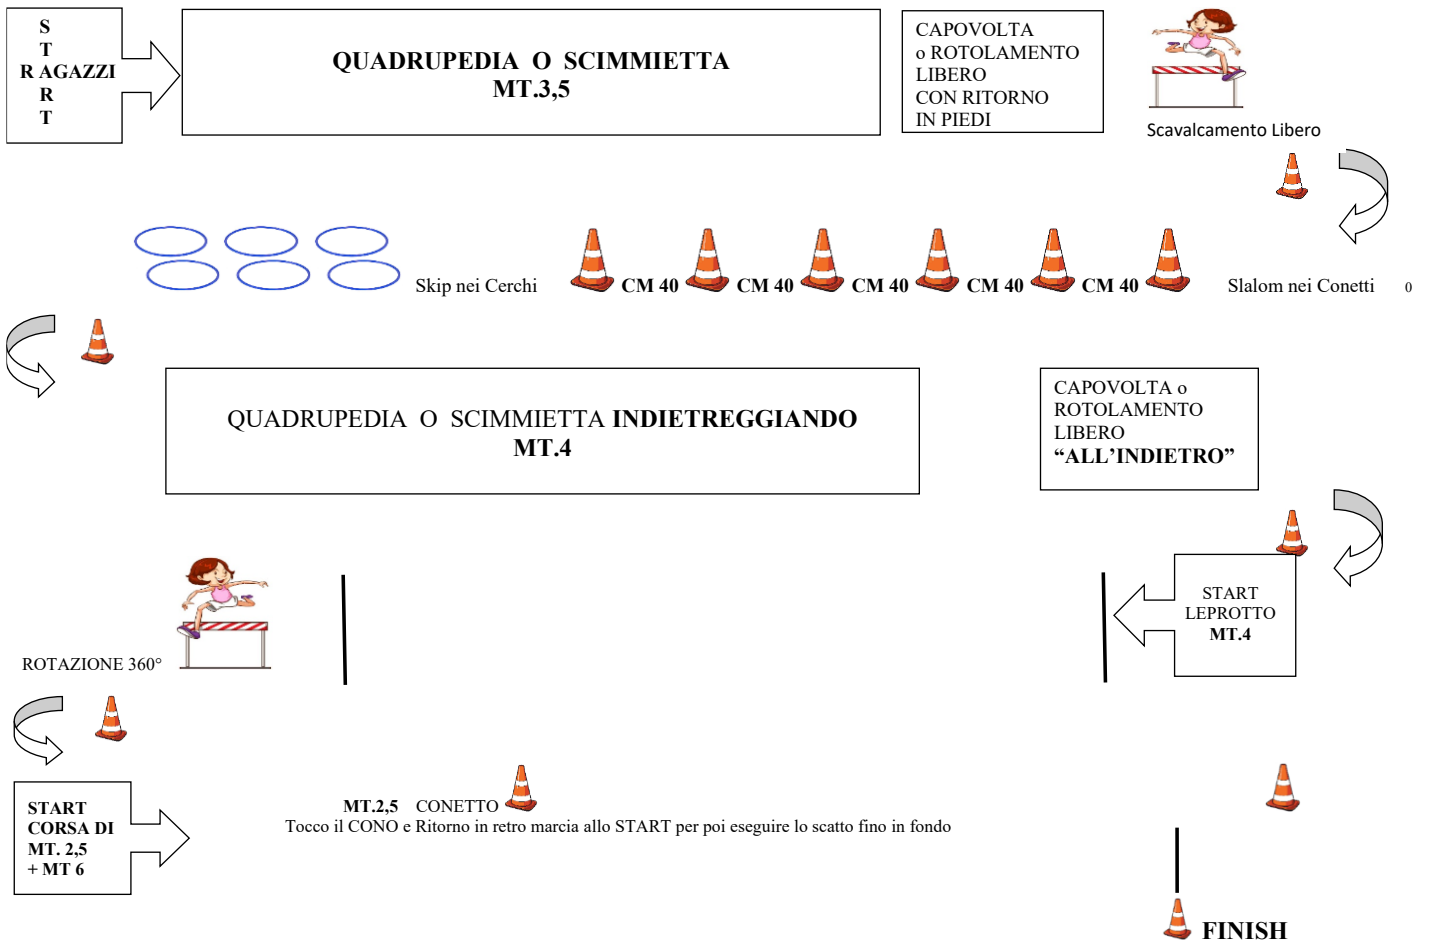 S
T
R AGAZZI
R
T
QUADRUPEDIA O SCIMMIETTA
MT.3,5
CAPOVOLTA
o ROTOLAMENTO
LIBERO
CON RITORNO
IN PIEDI
Scavalcamento Libero
Skip nei Cerchi
CM 40 CM 40 CM 40 CM 40 CM 40
Slalom nei Conetti 0
QUADRUPEDIA O SCIMMIETTA INDIETREGGIANDO
MT.4
CAPOVOLTA o
ROTOLAMENTO
LIBERO
“ALL’INDIETRO”
START
LEPROTTO
MT.4
ROTAZIONE 360°
START
CORSA DI
MT. 2,5
+ MT 6
MT.2,5 CONETTO
Tocco il CONO e Ritorno in retro marcia allo START per poi eseguire lo scatto fino in fondo
FINISH